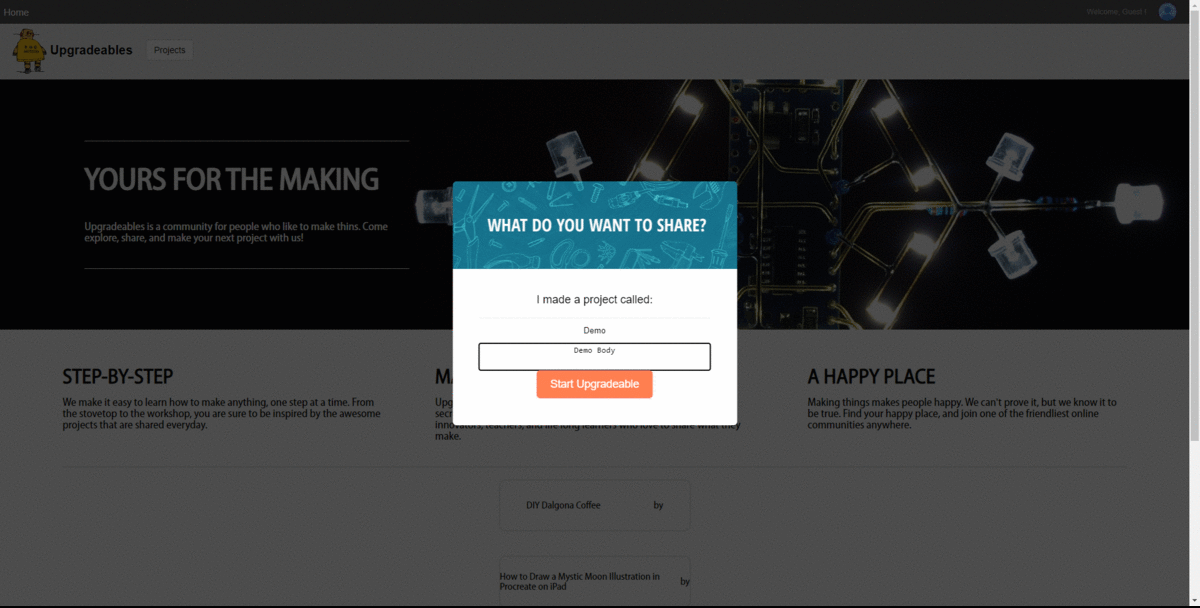 Home
Welcome, Guest !
Upgradeables
Projects
YOURS FOR THE MAKING
Upgradeables is a community for people who like to make thins. Come
explore, share, and make your next project with us!
WHAT DO YOU WANT TO SHARE?
I made a project called:
Demo
Demo Body
Start Upgradeable
STEP-BY-STEP
We make it easy to learn how to make anything, one step at a time. From
the stovetop to the workshop, you are sure to be inspired by the awesome
projects that are shared everyday.
innovators, teachers, and life long learners who love to share what they
make.
A HAPPY PLACE
Making things makes people happy. We can't prove it, but we know it to
be true. Find your happy place, and join one of the friendliest online
communities anywhere.
DIY Dalgona Coffee by
How to Draw a Mystic Moon Illustration in
Procreate on iPad by